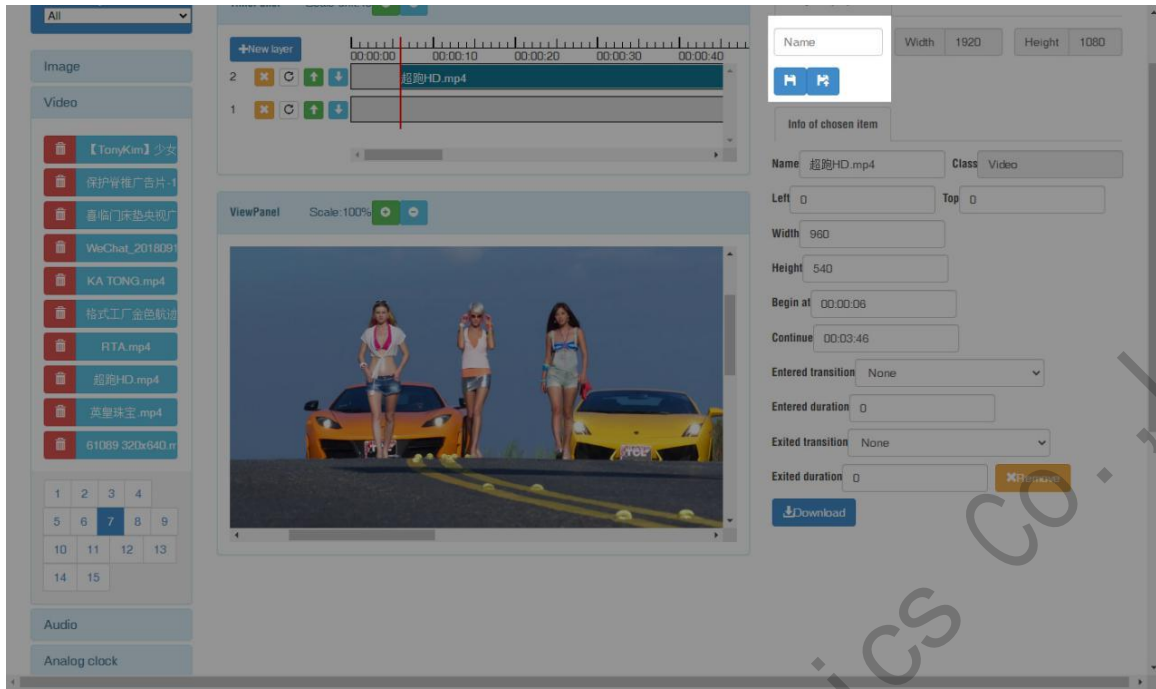 All
Image
Video
【TonyKim】少女
保护脊椎广告片-1
喜临门床垫央视广
WeChat_2018091
KA TONG.mp4
格式工厂金色航迹
RTA.mp4
超跑HD.mp4
英皇珠宝.mp4
61089 320x640.m
1 2 3 4
5 6 7 8 9
10 11 12 13
14 15
Audio
Analog clock
New layer
00:00:00 00:00:10 00:00:20 00:00:30 00:00:40
2 超跑HD.mp4
1
ViewPanel Scale:100%
TCL
Name Width 1920 Height 1080
Info of chosen item
Name 超跑HD.mp4 Class Video
Left 0 Top 0
Width 960
Height 540
Begin at 00:00:06
Continue 00:03:46
Entered transition None
Entered duration 0
Exited transition None
Exited duration 0 Remove
Download
ics Co.,